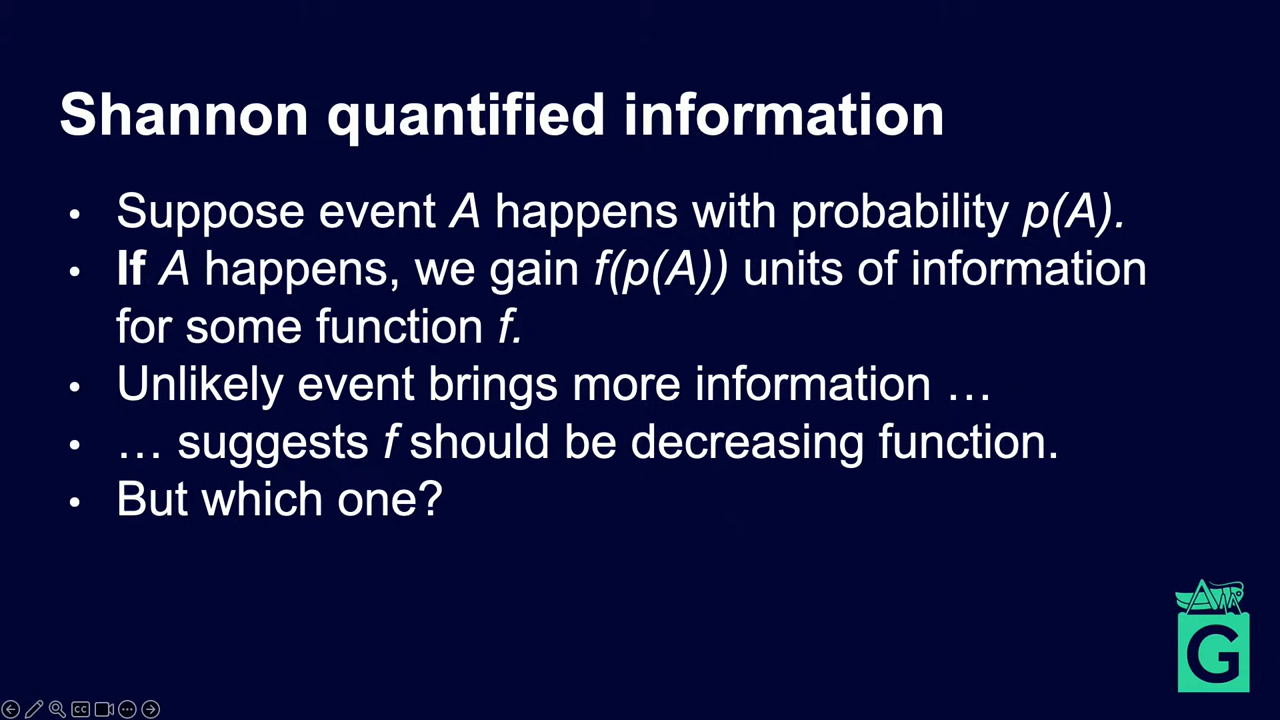 Shannon quantified information
• Suppose event A happens with probability p(A).
• If A happens, we gain f(p(A)) units of information
for some function f.
• Unlikely event brings more information …
• … suggests f should be decreasing function.
• But which one?
G
CC